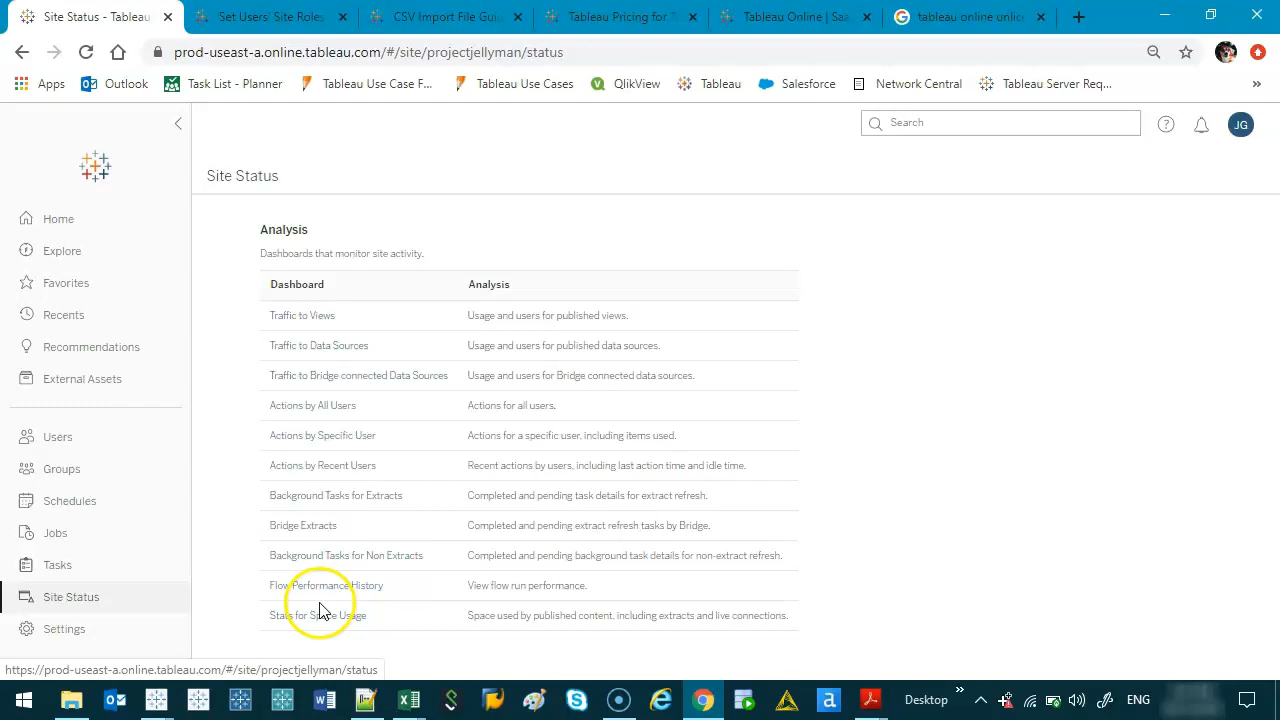 Site Status - Tableau
Set Users' Site Roles
CSV Import File Gui
Tableau Pricing for T
Tableau Online | Saa
tableau online unlic
prod-useast-a.online.tableau.com/#/site/projectjellyman/status
Apps
Outlook
Task List - Planner
Tableau Use Case F...
Tableau Use Cases
QlikView
Tableau
Salesforce
Network Central
Tableau Server Req...
»
Search
JG
Site Status
Home
Explore
Favorites
Recents
Recommendations
External Assets
Users
Groups
Schedules
Jobs
Tasks
Site Status
Settings
Analysis
Dashboards that monitor site activity.
Dashboard Analysis
Traffic to Views Usage and users for published views.
Traffic to Data Sources Usage and users for published data sources.
Traffic to Bridge connected Data Sources Usage and users for Bridge connected data sources.
Actions by All Users Actions for all users.
Actions by Specific User Actions for a specific user, including items used.
Actions by Recent Users Recent actions by users, including last action time and idle time.
Background Tasks for Extracts Completed and pending task details for extract refresh.
Bridge Extracts Completed and pending extract refresh tasks by Bridge.
Background Tasks for Non Extracts Completed and pending background task details for non-extract refresh.
Flow Performance History View flow run performance.
Stats for Space Usage Space used by published content, including extracts and live connections.
https://prod-useast-a.online.tableau.com/#/site/projectjellyman/status
Desktop
»
ENG